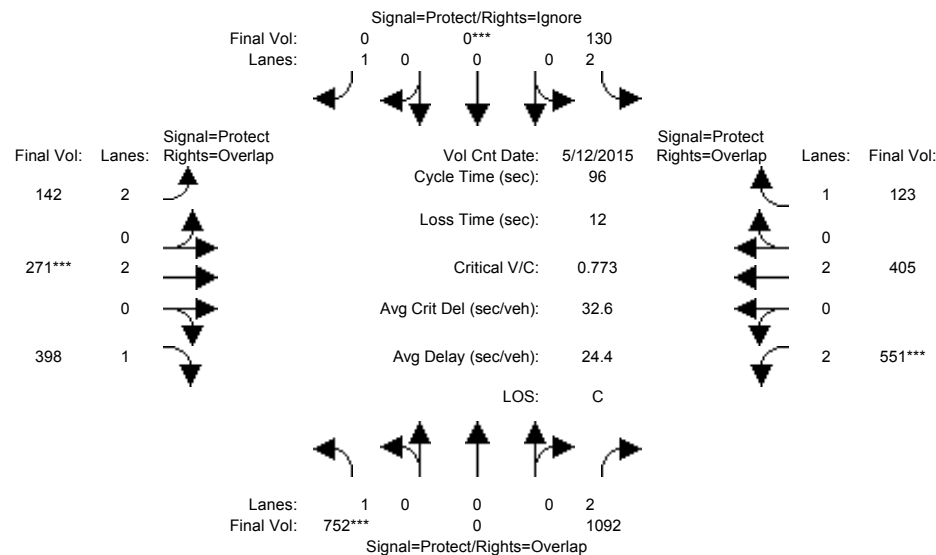 Signal=Protect/Rights=Ignore
Final Vol: 0 0*** 130
Lanes: 1 0 0 0 2
Signal=Protect Signal=Protect
Final Vol: Lanes: Rights=Overlap Vol Cnt Date: 5/12/2015 Rights=Overlap Lanes: Final Vol:
Cycle Time (sec): 96
142 2 1 123
Loss Time (sec): 12
0 0
271*** 2 Critical V/C: 0.773 2 405
0 Avg Crit Del (sec/veh): 32.6 0
398 1 Avg Delay (sec/veh): 24.4 2 551***
LOS: C
Lanes: 1 0 0 0 2
Final Vol: 752*** 0 1092
Signal=Protect/Rights=Overlap